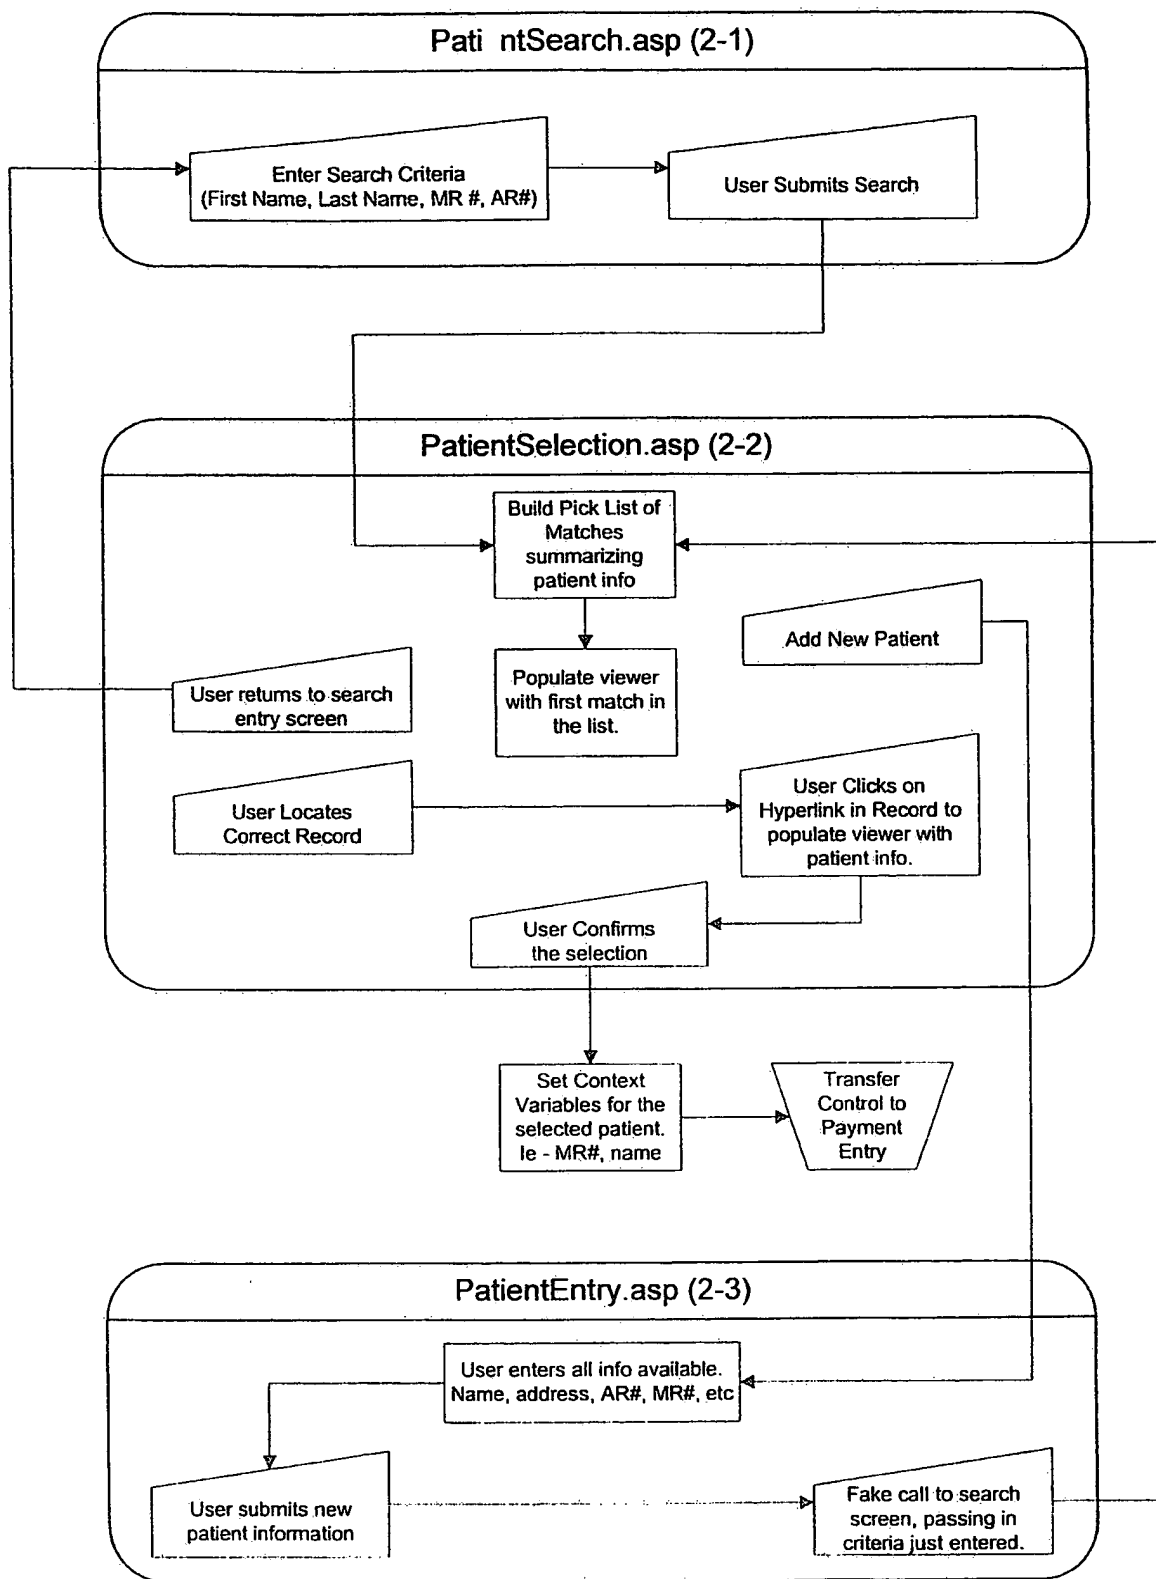 Pati ntSearch.asp (2-1)
Enter Search Criteria
(First Name, Last Name, MR #, AR#)
User Submits Search
PatientSelection.asp (2-2)
Build Pick List of
Matches
summarizing
patient info
Add New Patient
Populate viewer
with first match in
the list.
User returns to search
entry screen
User Locates
Correct Record
User Clicks on
Hyperlink in Record to
populate viewer with
patient info.
User Confirms
the selection
Set Context
Variables for the
selected patient.
Ie - MR#, name
Transfer
Control to
Payment
Entry
PatientEntry.asp (2-3)
User enters all info available.
Name, address, AR#, MR#, etc
User submits new
patient information
Fake call to search
screen, passing in
criteria just entered.